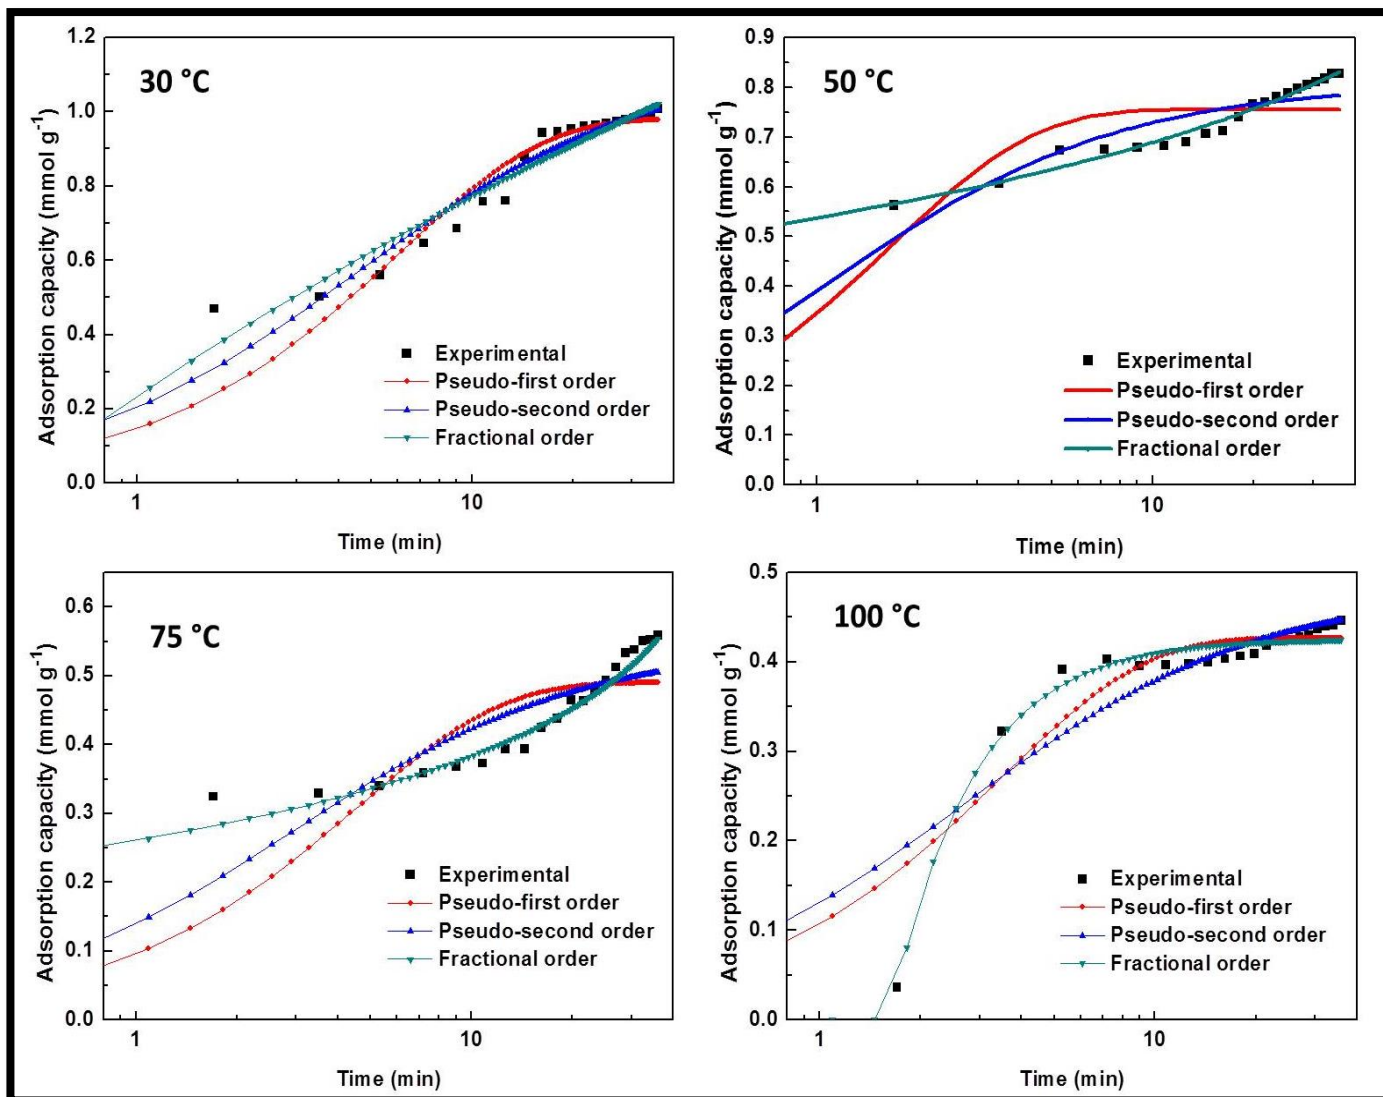 30 °C
1.2
1.0
0.8
0.6
0.4
0.2
0.0
Adsorption capacity (mmol g⁻¹)
Experimental
Pseudo-first order
Pseudo-second order
Fractional order
1
10
Time (min)
50 °C
0.9
0.8
0.7
0.6
0.5
0.4
0.3
0.2
0.1
0.0
Adsorption capacity (mmol g⁻¹)
Experimental
Pseudo-first order
Pseudo-second order
Fractional order
1
10
Time (min)
75 °C
0.6
0.5
0.4
0.3
0.2
0.1
0.0
Adsorption capacity (mmol g⁻¹)
Experimental
Pseudo-first order
Pseudo-second order
Fractional order
1
10
Time (min)
100 °C
0.5
0.4
0.3
0.2
0.1
0.0
Adsorption capacity (mmol g⁻¹)
Experimental
Pseudo-first order
Pseudo-second order
Fractional order
1
10
Time (min)